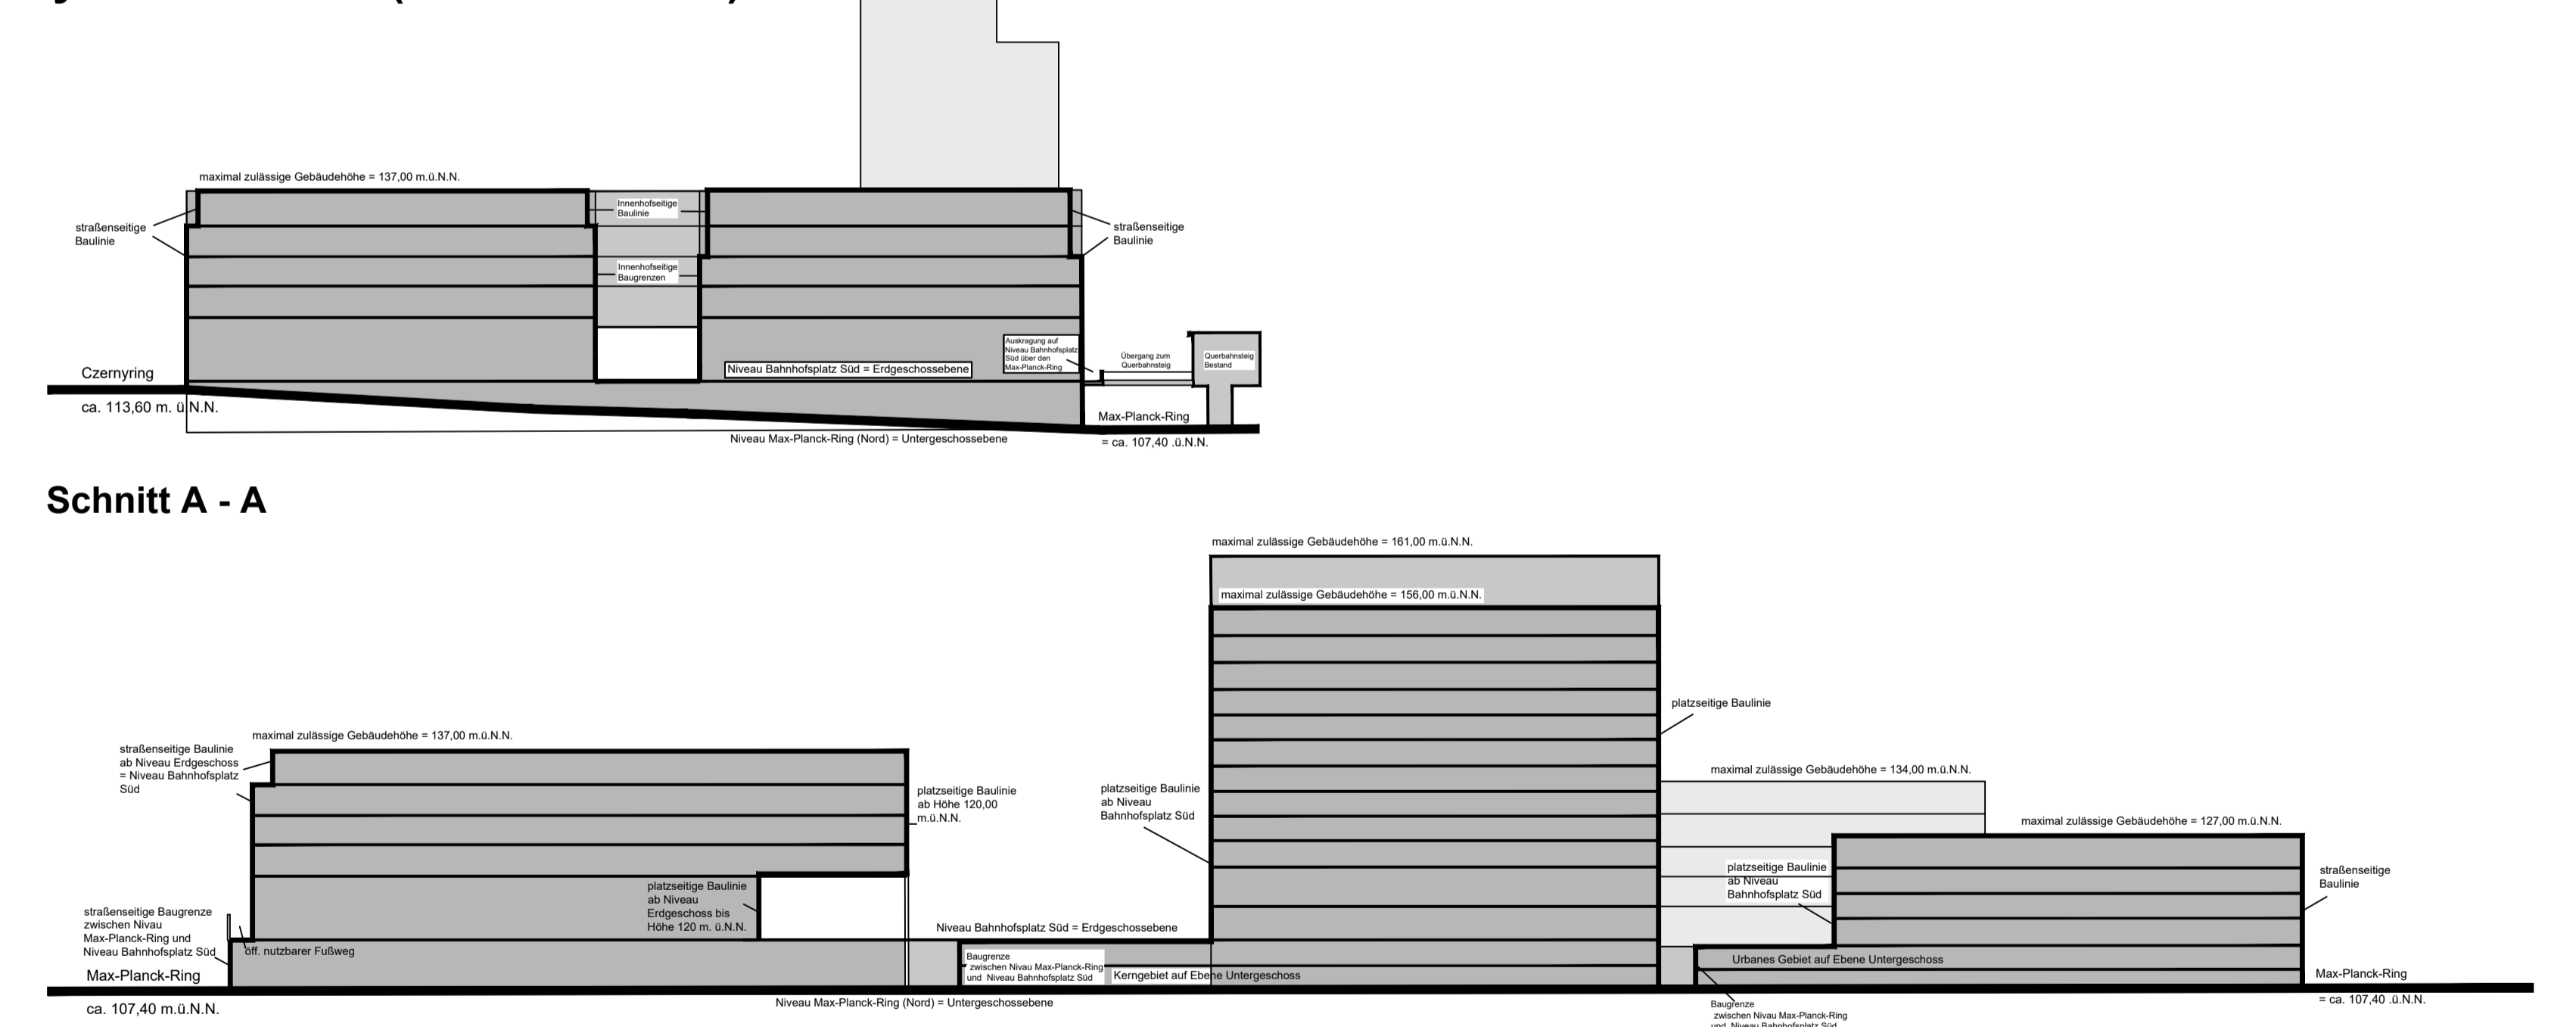 maximal zulässige Gebäudehöhe = 137,00 m.ü.N.N.
Innenhofseitige
Baulinie
straßenseitige
Baulinie
straßenseitige
Baulinie
Innenhofseitige
Baugrenzen
Auskragung auf
Niveau Bahnhofsplatz
Süd über den
Max-Planck-Ring
Übergang zum
Querbahnsteig
Querbahnsteig
Bestand
Niveau Bahnhofsplatz Süd = Erdgeschossebene
Czernyring
ca. 113,60 m. ü.N.N.
Max-Planck-Ring
= ca. 107,40 .ü.N.N.
Niveau Max-Planck-Ring (Nord) = Untergeschossebene
Schnitt A - A
maximal zulässige Gebäudehöhe = 161,00 m.ü.N.N.
maximal zulässige Gebäudehöhe = 156,00 m.ü.N.N.
platzseitige Baulinie
maximal zulässige Gebäudehöhe = 137,00 m.ü.N.N.
straßenseitige Baulinie
ab Niveau Erdgeschoss
= Niveau Bahnhofsplatz
Süd
platzseitige Baulinie
ab Höhe 120,00
m.ü.N.N.
platzseitige Baulinie
ab Niveau
Bahnhofsplatz Süd
maximal zulässige Gebäudehöhe = 134,00 m.ü.N.N.
maximal zulässige Gebäudehöhe = 127,00 m.ü.N.N.
platzseitige Baulinie
ab Niveau
Bahnhofsplatz Süd
straßenseitige
Baulinie
platzseitige Baulinie
ab Niveau
Erdgeschoss bis
Höhe 120 m. ü.N.N.
straßenseitige Baugrenze
zwischen Nivau
Max-Planck-Ring und
Niveau Bahnhofsplatz Süd
öff. nutzbarer Fußweg
Niveau Bahnhofsplatz Süd = Erdgeschossebene
Baugrenze
zwischen Nivau Max-Planck-Ring
und Niveau Bahnhofsplatz Süd
Kerngebiet auf Ebene Untergeschoss
Urbanes Gebiet auf Ebene Untergeschoss
Max-Planck-Ring
ca. 107,40 m.ü.N.N.
Niveau Max-Planck-Ring (Nord) = Untergeschossebene
Max-Planck-Ring
= ca. 107,40 .ü.N.N.
Baugrenze
zwischen Nivau Max-Planck-Ring
und Niveau Bahnhofsplatz Süd